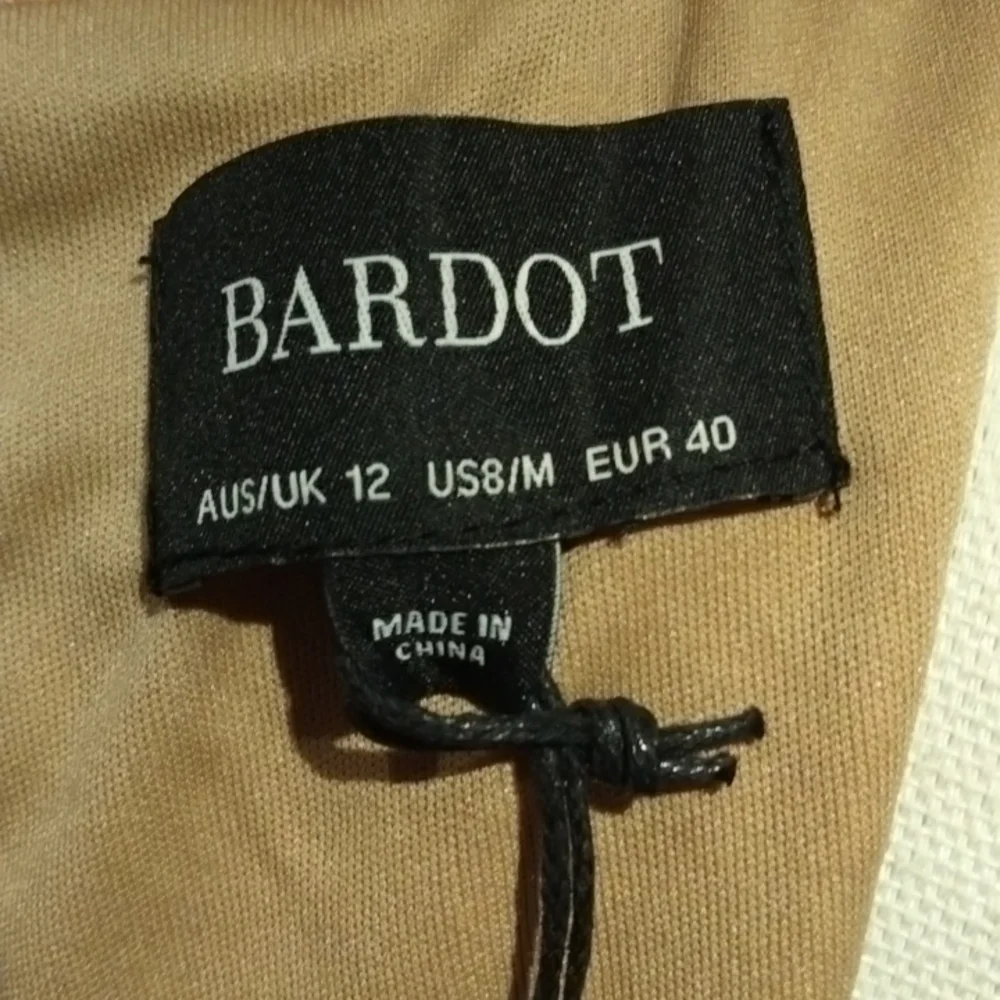 BARDOT
AUS/UK 12 US8/M EUR 40
MADE IN
CHINA